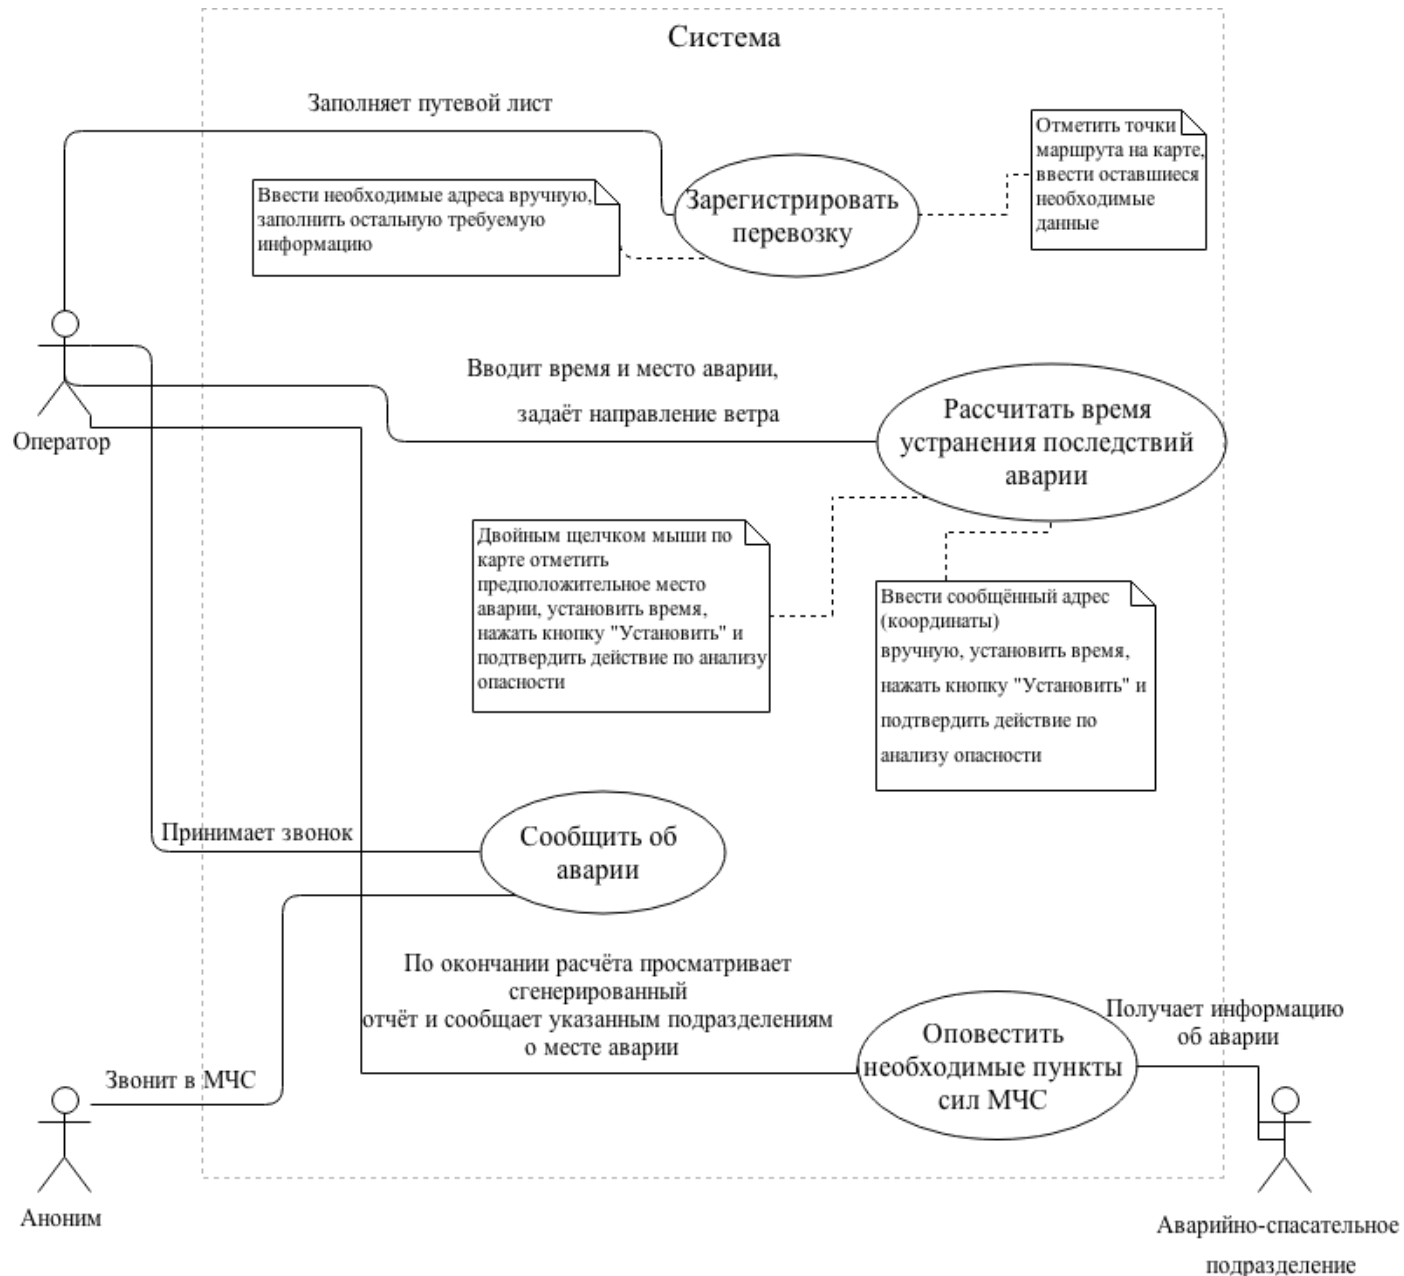 Система
Заполняет путевой лист
Отметить точки
маршрута на карте,
ввести оставшиеся
необходимые
данные
Ввести необходимые адреса вручную,
заполнить остальную требуемую
информацию
Зарегистрировать
перевозку
Оператор
Вводит время и место аварии,
задаёт направление ветра
Рассчитать время
устранения последствий
аварии
Двойным щелчком мыши по
карте отметить
предположительное место
аварии, установить время,
нажать кнопку "Установить" и
подтвердить действие по анализу
опасности
Ввести сообщённый адрес
(координаты)
вручную, установить время,
нажать кнопку "Установить" и
подтвердить действие по
анализу опасности
Принимает звонок
Сообщить об
аварии
По окончании расчёта просматривает
сгенерированный
отчёт и сообщает указанным подразделениям
о месте аварии
Оповестить
необходимые пункты
сил МЧС
Получает информацию
об аварии
Звонит в МЧС
Аноним
Аварийно-спасательное
подразделение